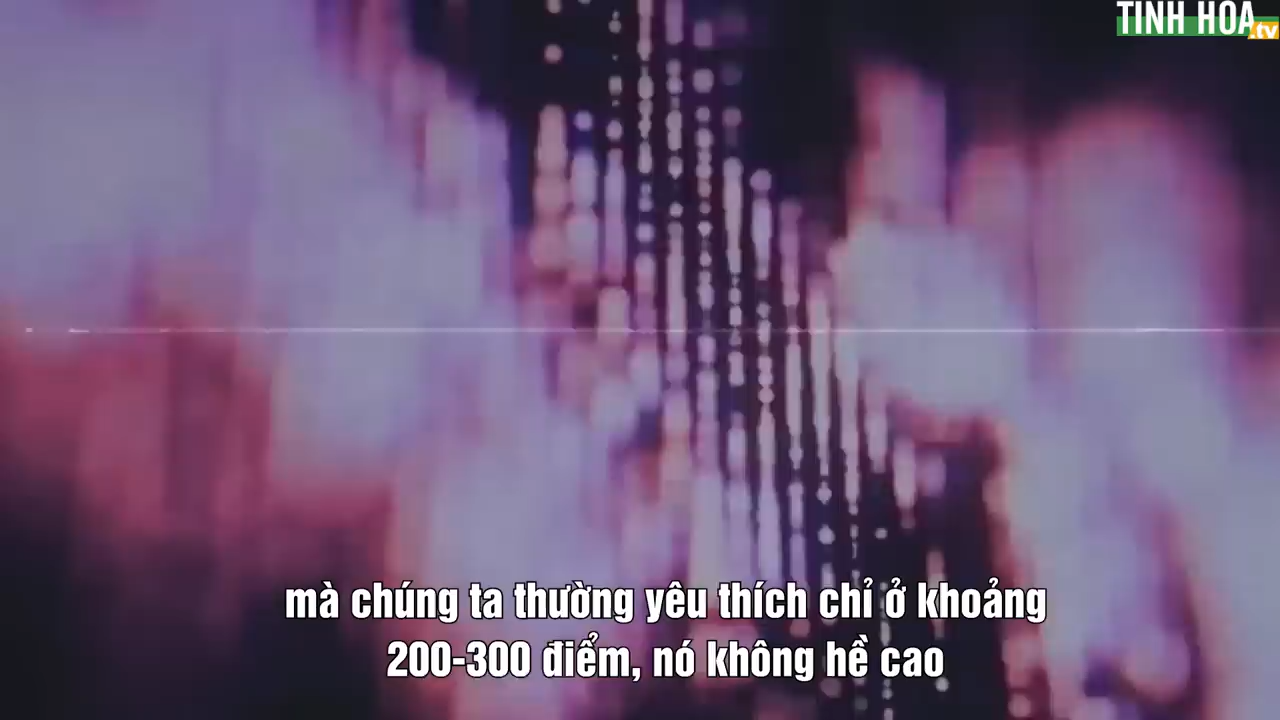 TINH HOA
.tv
mà chúng ta thường yêu thích chỉ ở khoảng
200-300 điểm, nó không hề cao